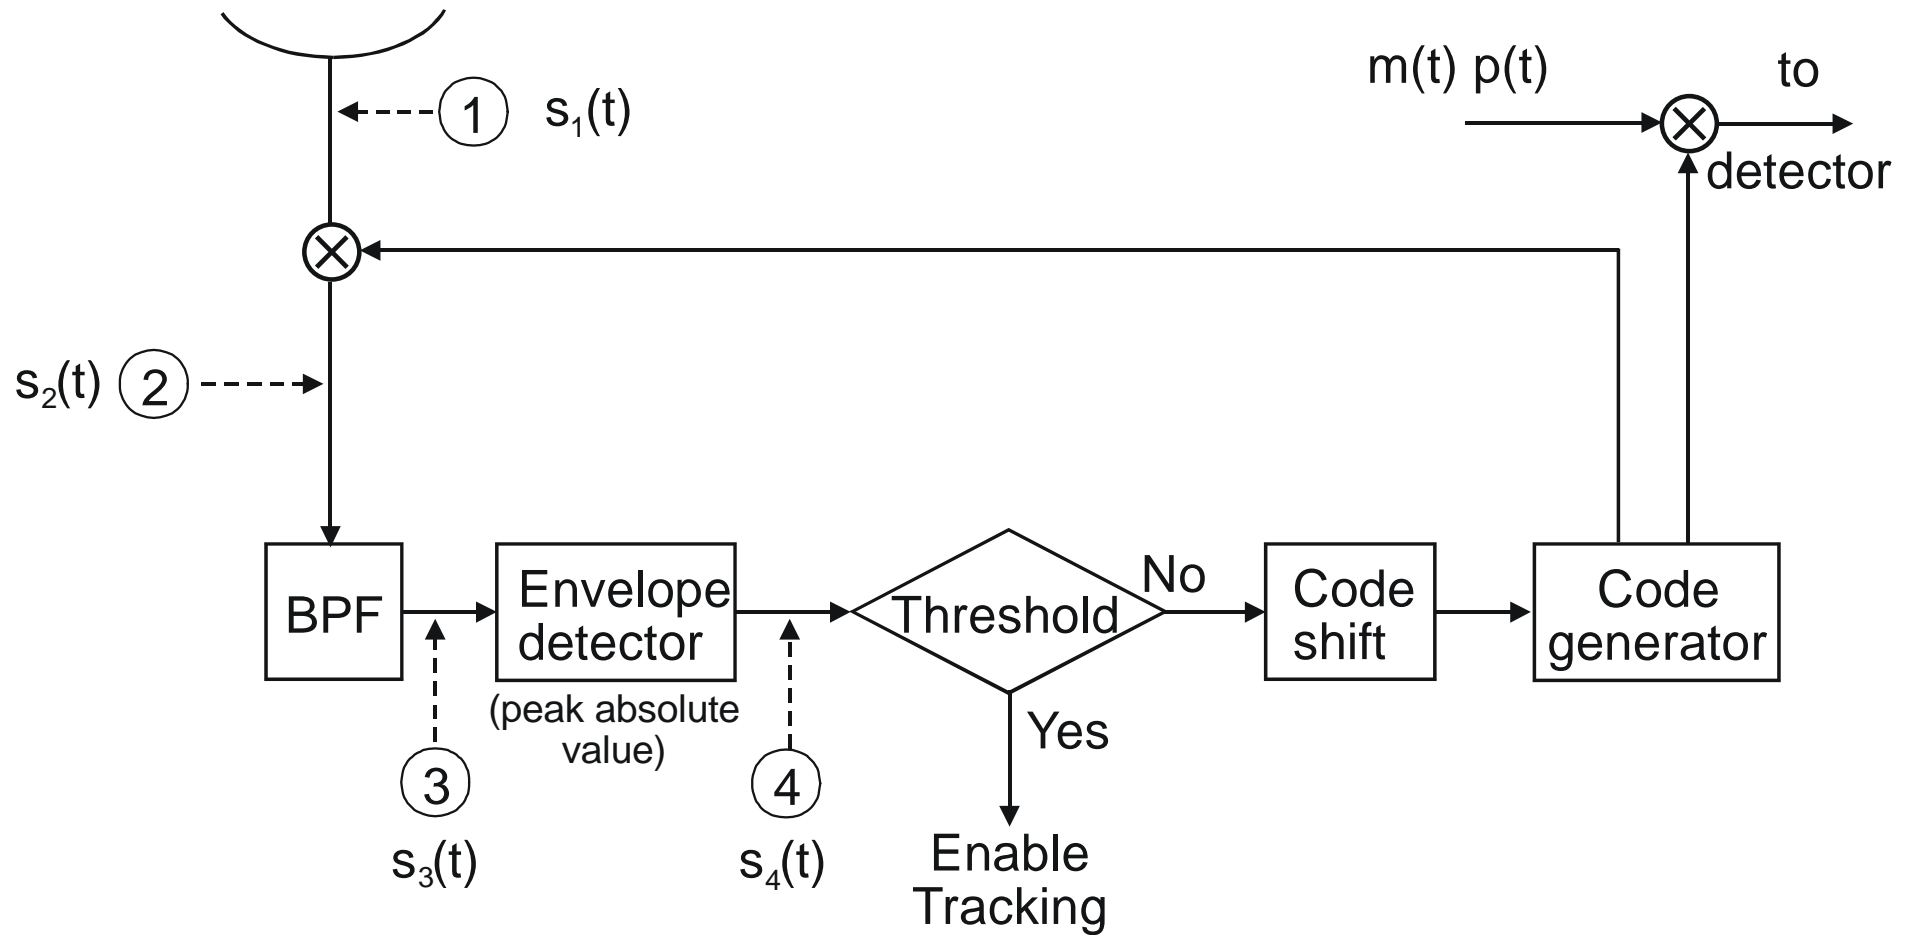 m(t) p(t)
to
detector
1
s₁(t)
s₂(t)
2
BPF
Envelope
detector
(peak absolute
value)
Threshold
No
Yes
Code
shift
Code
generator
3
s₃(t)
4
s₄(t)
Enable
Tracking